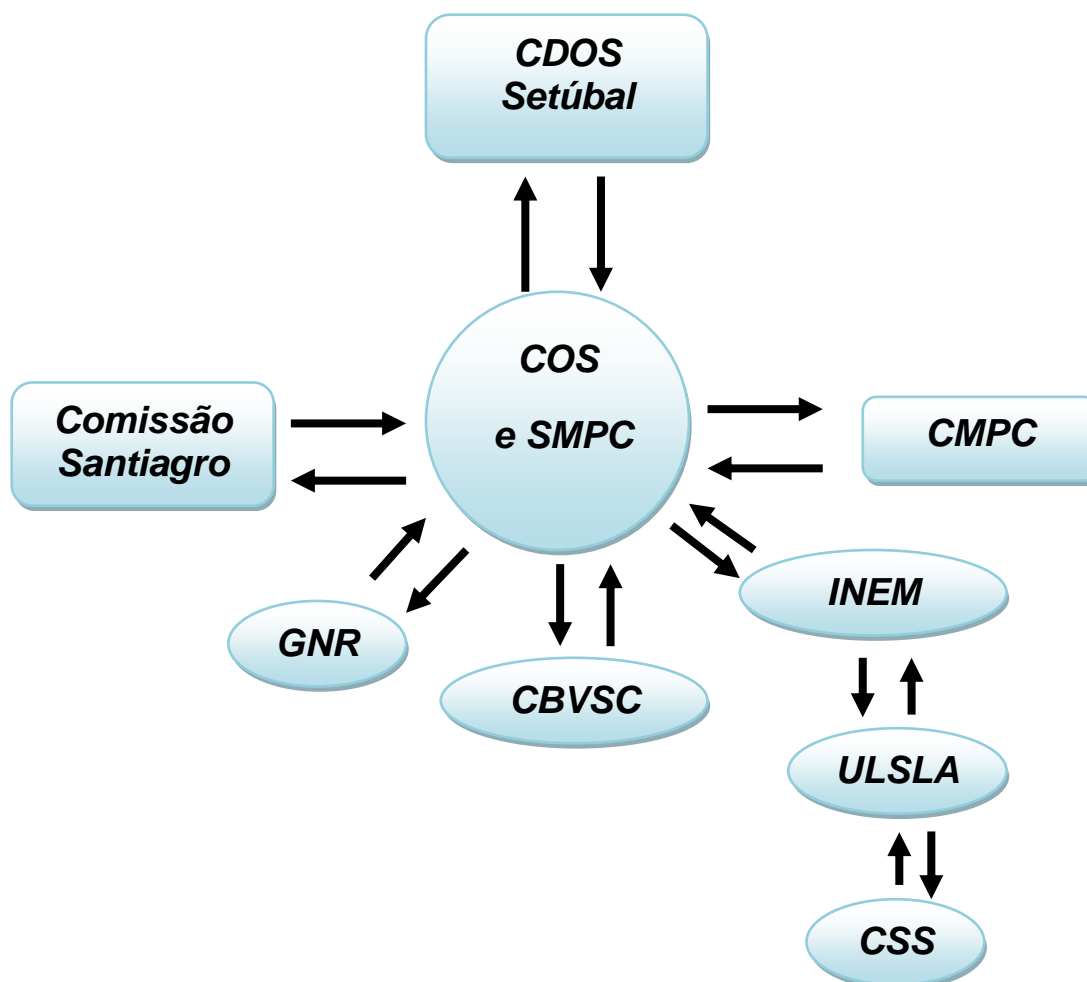 CDOS
Setúbal
COS
e SMPC
Comissão
Santiagro
CMPC
INEM
GNR
CBVSC
ULSLA
CSS